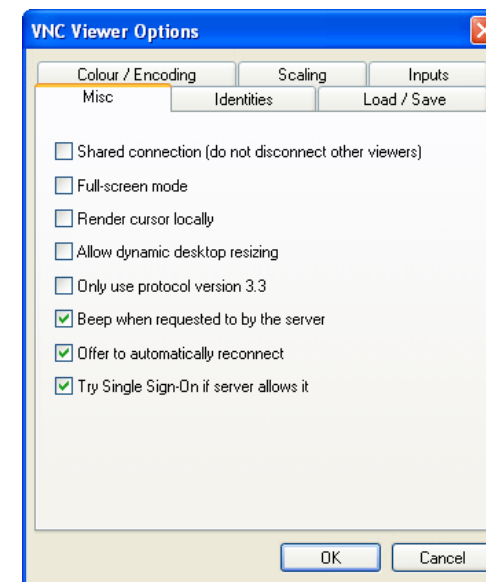 VNC Viewer Options
Colour / Encoding Scaling Inputs
Misc Identities Load / Save
Shared connection (do not disconnect other viewers)
Full-screen mode
Render cursor locally
Allow dynamic desktop resizing
Only use protocol version 3.3
Beep when requested to by the server
Offer to automatically reconnect
Try Single Sign-On if server allows it
OK Cancel